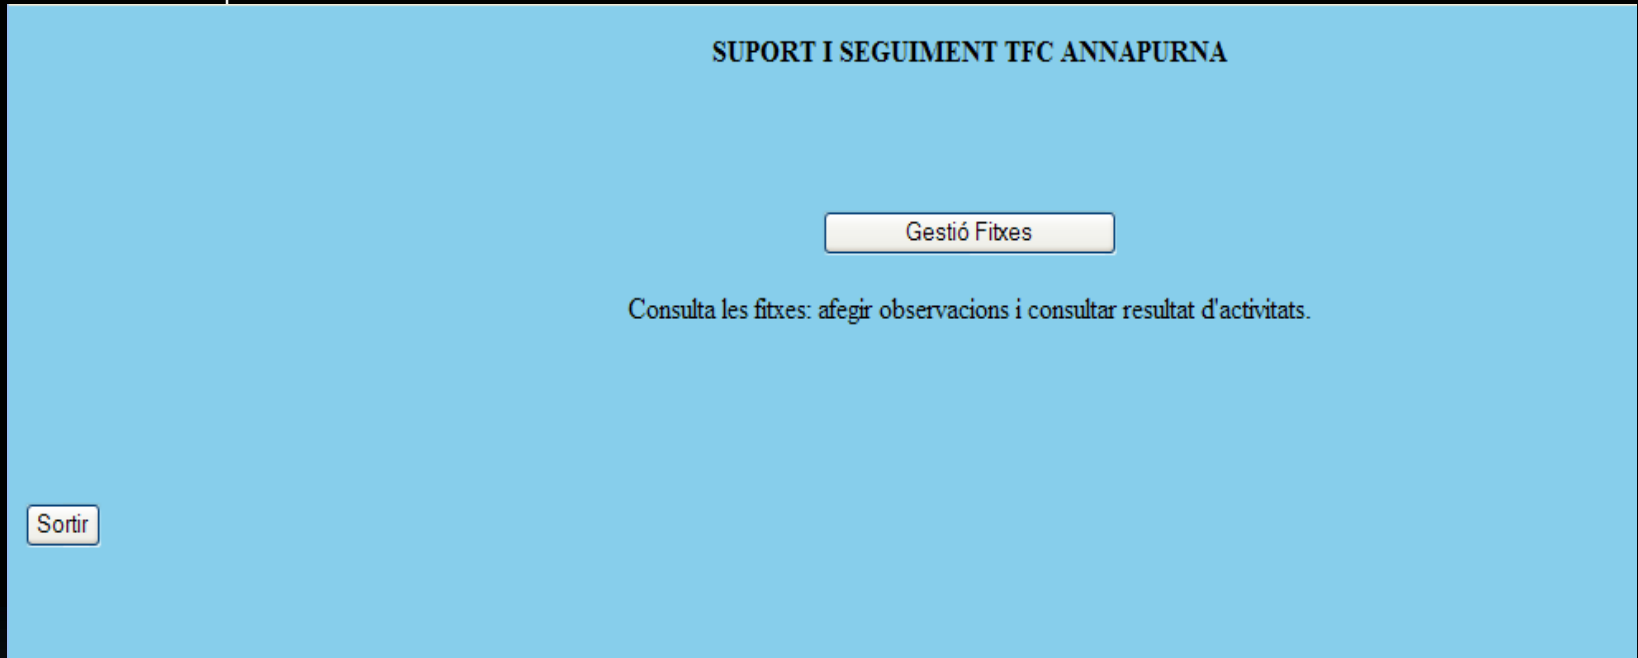 SUPORT I SEGUIMENT TFC ANNAPURNA
Gestió Fitxes
Consulta les fitxes: afegir observacions i consultar resultat d'activitats.
Sortir